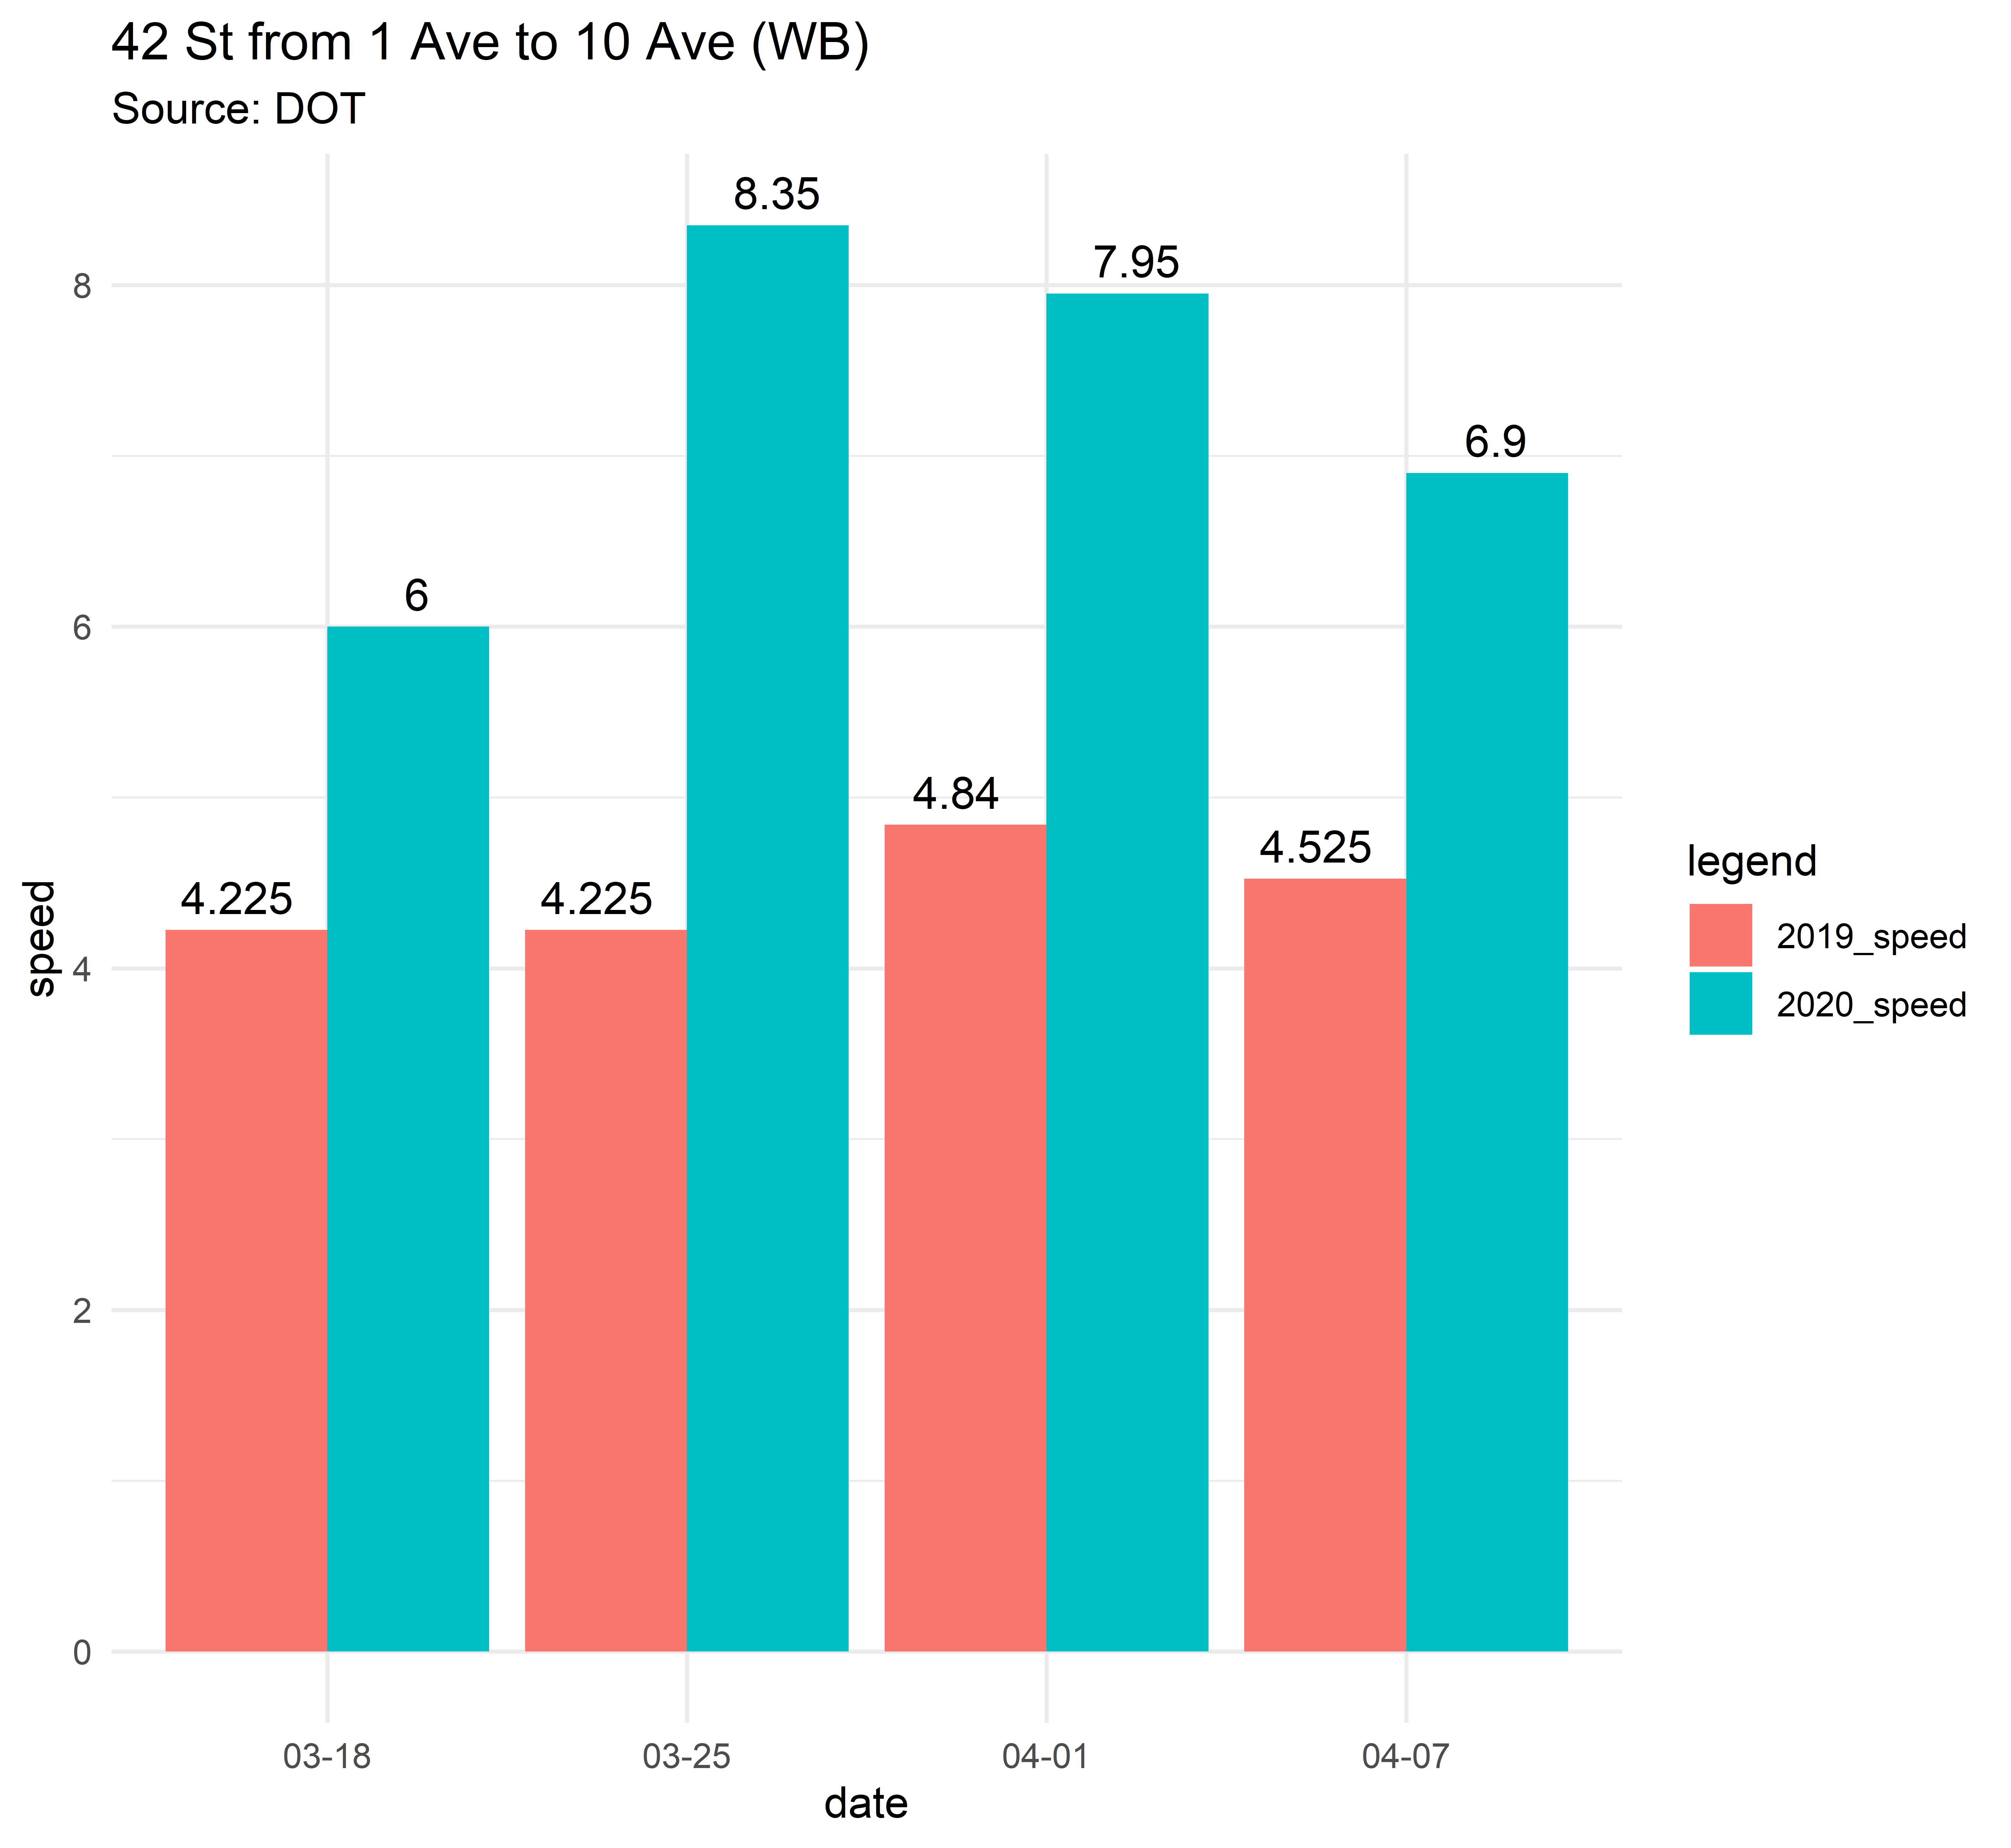 42 St from 1 Ave to 10 Ave (WB)
Source: DOT
8.35
7.95
8
6.9
6
6
4.84
4.525
4.225
4.225
4
2
0
speed
03-18
03-25
04-01
04-07
date
legend
2019_speed
2020_speed